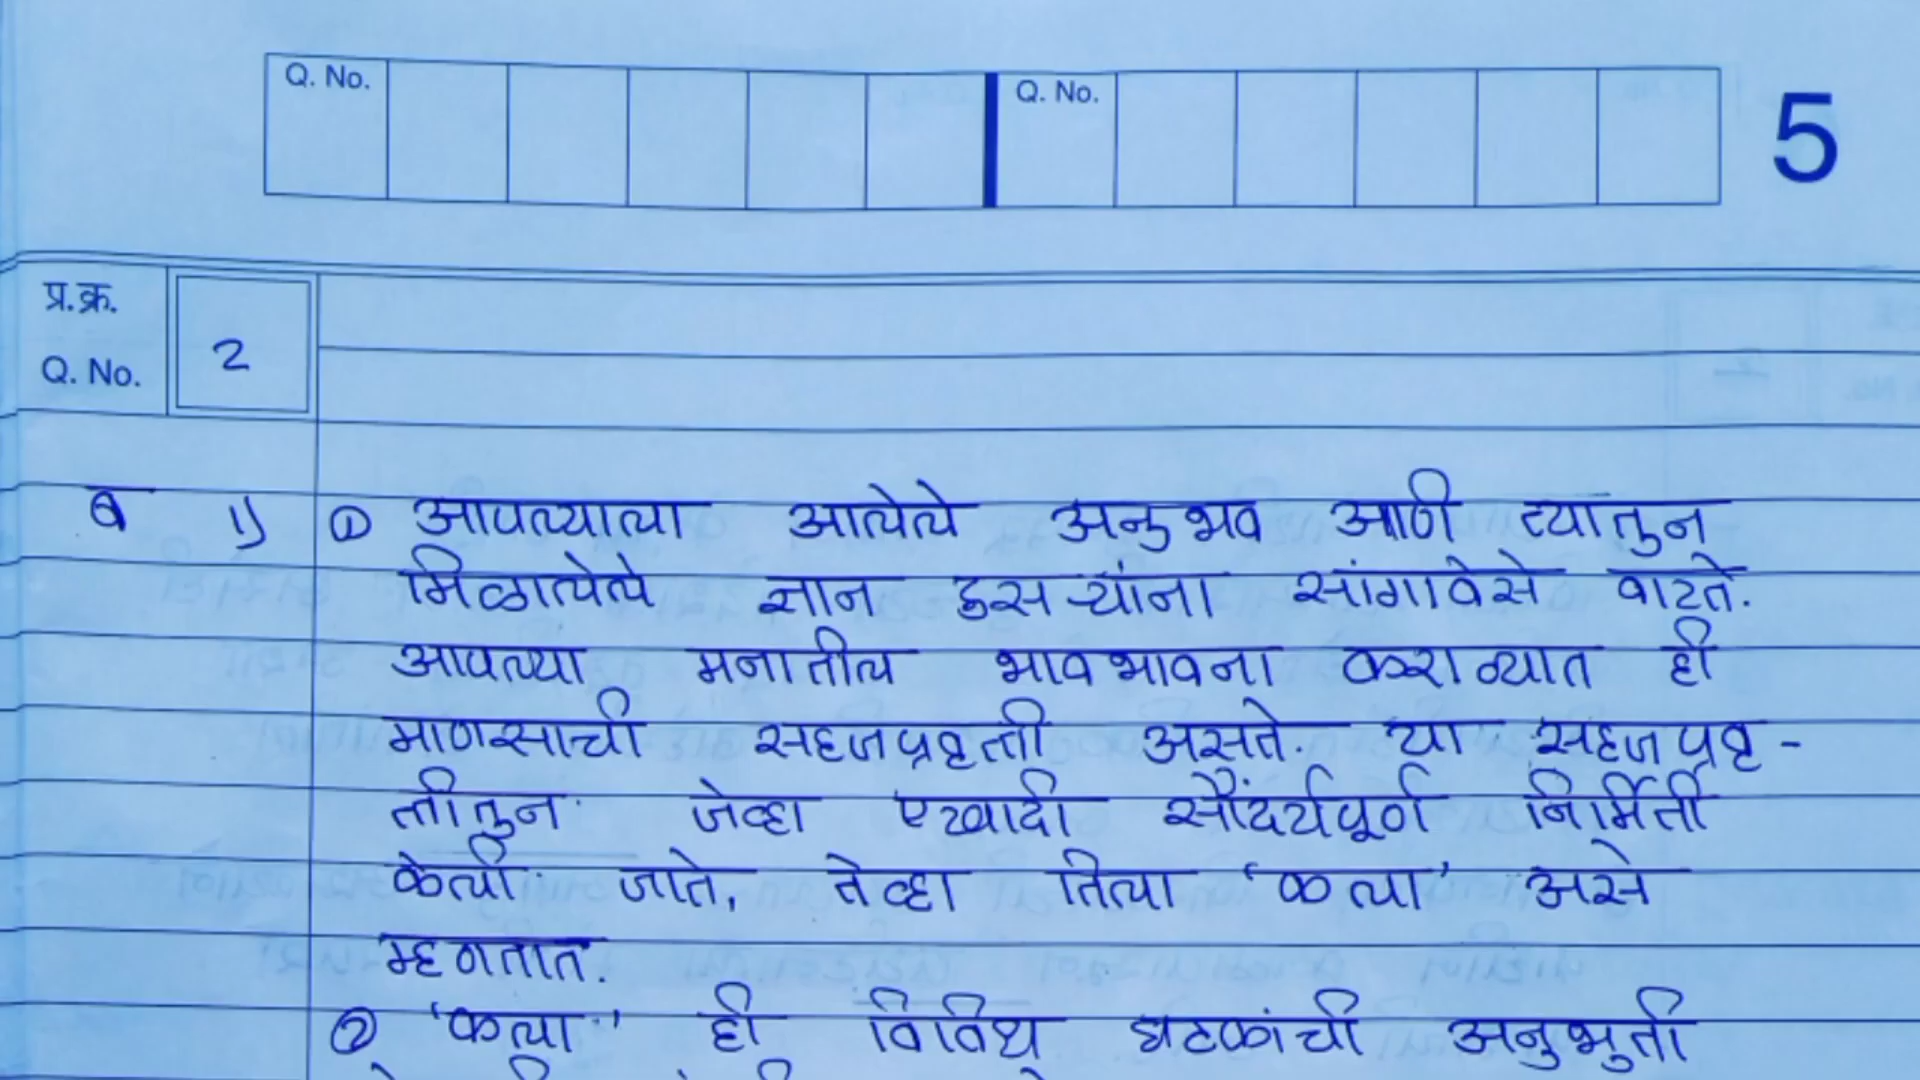 Q. No. Q. No. 5
प्र.क्र.
Q. No. 2
ब 1) ① आपल्याला आलेले अनुभव आणि त्यातुन
मिळालेले ज्ञान दुसऱ्यांना सांगावेसे वाटते.
आपल्या मनातील भावभावना कराव्यात ही
माणसाची सहजप्रवृत्ती असते. या सहजप्रवृ-
त्तीतुन जेव्हा एखादी सौंदर्यपूर्ण निर्मिती
केली जाते, तेव्हा तिला 'कला' असे
म्हणतात.
② 'कला' ही विविध घटकांची अनुभुती